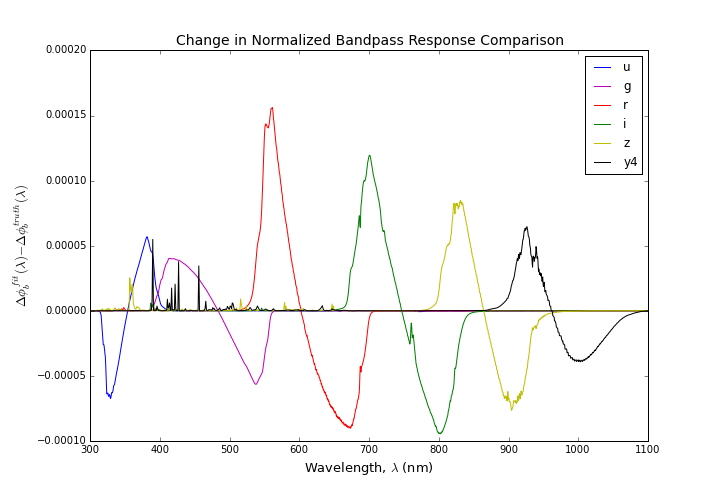 Change in Normalized Bandpass Response Comparison
0.00020
0.00015
0.00010
0.00005
0.00000
−0.00005
−0.00010
Δϕ_b^{fit}(λ)−Δϕ_b^{truth}(λ)
u
g
r
i
z
y4
300 400 500 600 700 800 900 1000 1100
Wavelength, λ (nm)